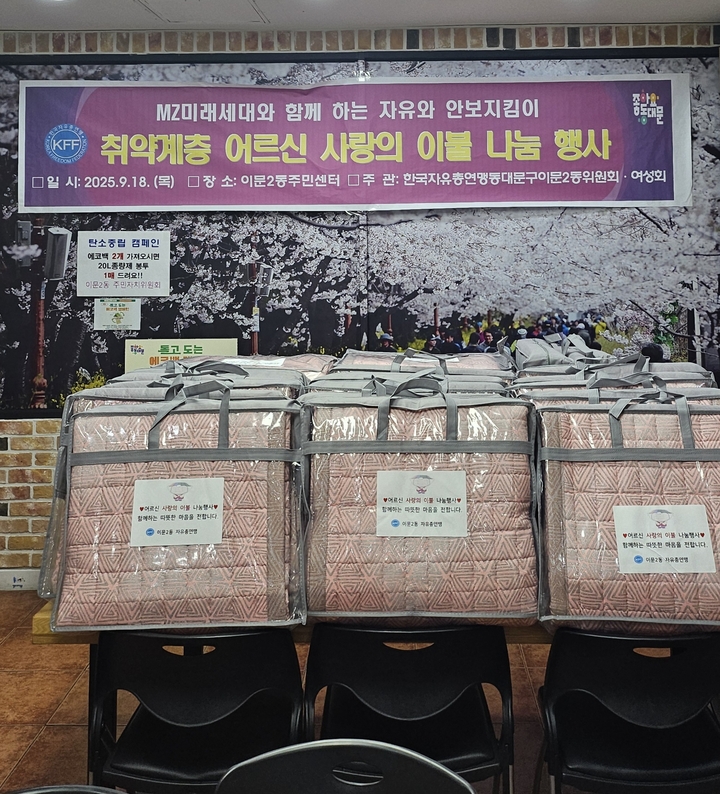 MZ미래세대와 함께 하는 자유와 안보지킴이
KFF
취약계층 어르신 사랑의 이불 나눔 행사
□일 시: 2025.9.18. (목) □장 소: 이문2동주민센터 □주 관: 한국자유총연맹동대문구이문2동위원회·여성회
탄소중립 캠페인
에코백 2개 가져오시면
20L종량제 봉투
1매 드려요!!
이문2동 주민자치위원회
돌고 도는
돌고 도는
♥어르신 사랑의 이불 나눔행사♥
함께하는 따뜻한 마음을 전합니다
이문2동 자유총연맹
♥어르신 사랑의 이불 나눔행사♥
함께하는 따뜻한 마음을 전합니다
이문2동 자유총연맹
♥어르신 사랑의 이불 나눔행사♥
함께하는 따뜻한 마음을 전합니다.
이문2동 자유총연맹